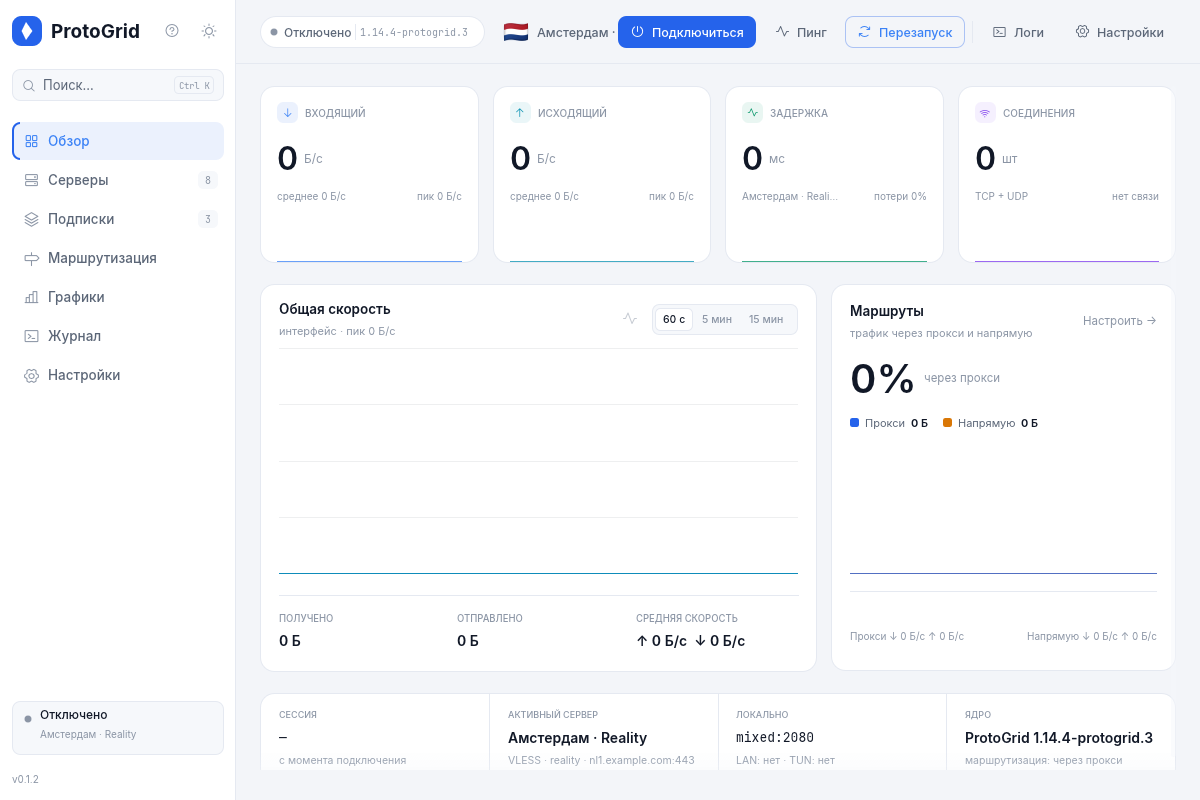 ProtoGrid
Поиск... Ctrl K
Обзор
Серверы 8
Подписки 3
Маршрутизация
Графики
Журнал
Настройки
Отключено
Амстердам · Reality
v0.1.2
Отключено 1.14.4-protogrid.3 Амстердам · Подключиться Пинг Перезапуск Логи Настройки
ВХОДЯЩИЙ
0 Б/с
среднее 0 Б/с пик 0 Б/с
ИСХОДЯЩИЙ
0 Б/с
среднее 0 Б/с пик 0 Б/с
ЗАДЕРЖКА
0 мс
Амстердам · Reali... потери 0%
СОЕДИНЕНИЯ
0 шт
TCP + UDP нет связи
Общая скорость
интерфейс · пик 0 Б/с
60 с 5 мин 15 мин
ПОЛУЧЕНО ОТПРАВЛЕНО СРЕДНЯЯ СКОРОСТЬ
0 Б 0 Б ↑ 0 Б/с ↓ 0 Б/с
Маршруты
трафик через прокси и напрямую
Настроить →
0% через прокси
Прокси 0 Б Напрямую 0 Б
Прокси ↓ 0 Б/с ↑ 0 Б/с Напрямую ↓ 0 Б/с ↑ 0 Б/с
СЕССИЯ
—
с момента подключения
АКТИВНЫЙ СЕРВЕР
Амстердам · Reality
VLESS · reality · nl1.example.com:443
ЛОКАЛЬНО
mixed:2080
LAN: нет · TUN: нет
ЯДРО
ProtoGrid 1.14.4-protogrid.3
маршрутизация: через прокси